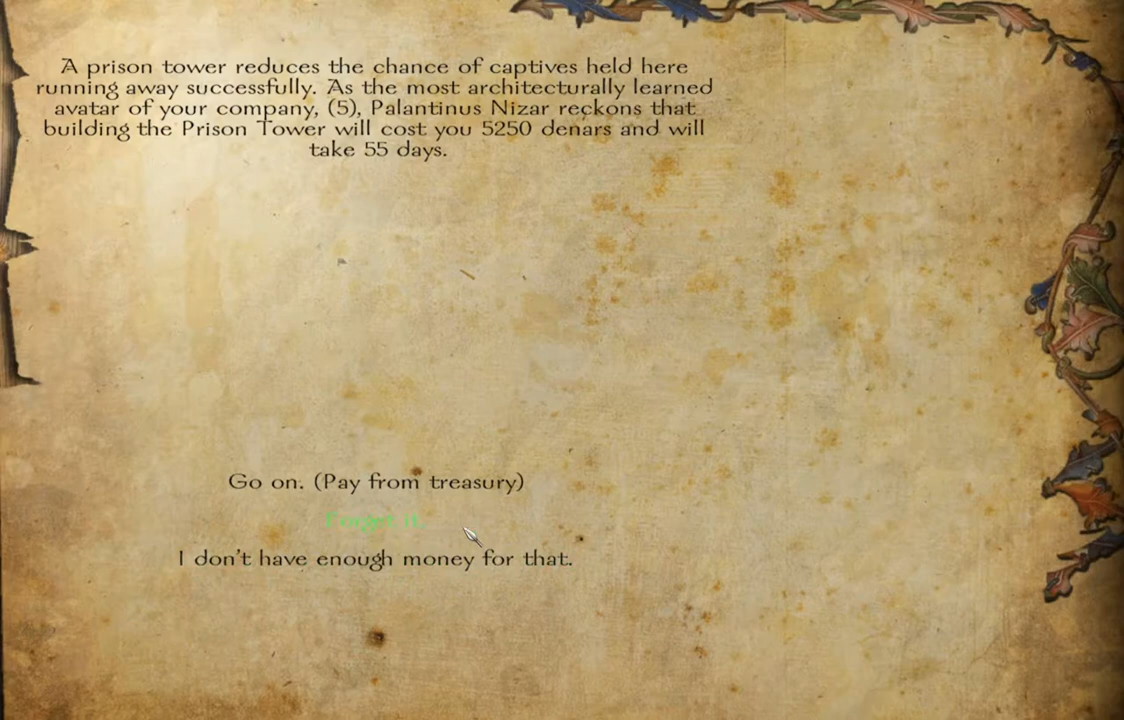 A prison tower reduces the chance of captives held here
running away successfully. As the most architecturally learned
avatar of your company, (5), Palantinus Nizar reckons that
building the Prison Tower will cost you 5250 denars and will
take 55 days.
Go on. (Pay from treasury)
Forget it.
I don't have enough money for that.